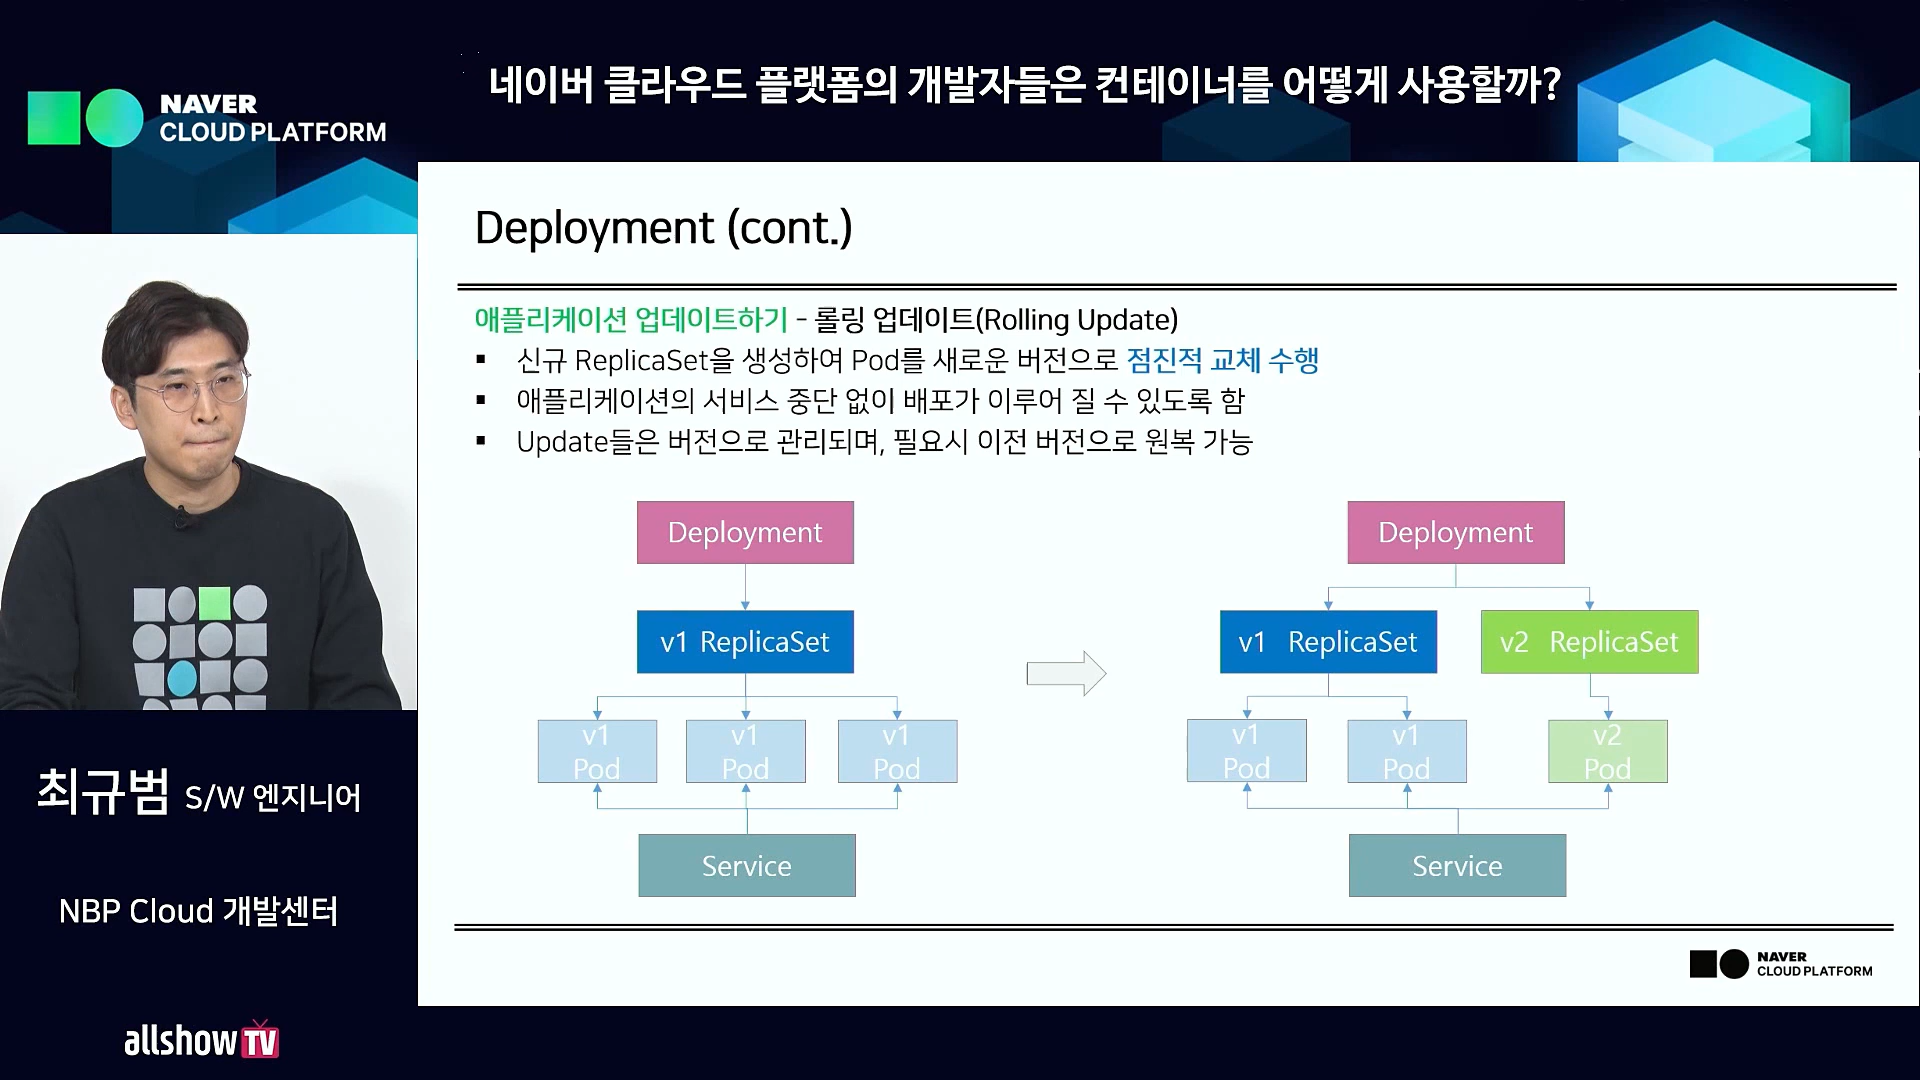 네이버 클라우드 플랫폼의 개발자들은 컨테이너를 어떻게 사용할까?
NAVER
CLOUD PLATFORM
Deployment (cont.)
애플리케이션 업데이트하기 - 롤링 업데이트(Rolling Update)
▪ 신규 ReplicaSet을 생성하여 Pod를 새로운 버전으로 점진적 교체 수행
▪ 애플리케이션의 서비스 중단 없이 배포가 이루어 질 수 있도록 함
▪ Update들은 버전으로 관리되며, 필요시 이전 버전으로 원복 가능
Deployment
v1 ReplicaSet
v1 Pod
v1 Pod
v1 Pod
Service
Deployment
v1 ReplicaSet
v2 ReplicaSet
v1 Pod
v1 Pod
v2 Pod
Service
NAVER
CLOUD PLATFORM
최규범 S/W 엔지니어
NBP Cloud 개발센터
allshow TV